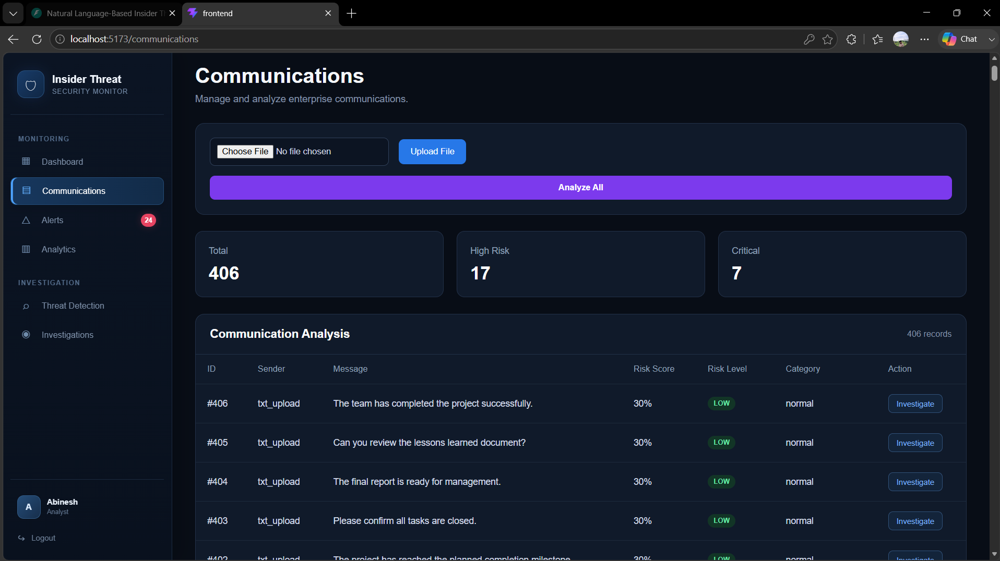 Natural Language-Based Insider Th
frontend
localhost:5173/communications
Chat
Insider Threat
SECURITY MONITOR
MONITORING
Dashboard
Communications
Alerts
24
Analytics
INVESTIGATION
Threat Detection
Investigations
A
Abinesh
Analyst
Logout
Communications
Manage and analyze enterprise communications.
Choose File No file chosen
Upload File
Analyze All
Total
406
High Risk
17
Critical
7
Communication Analysis
406 records
ID Sender Message Risk Score Risk Level Category Action
#406 txt_upload The team has completed the project successfully. 30% LOW normal Investigate
#405 txt_upload Can you review the lessons learned document? 30% LOW normal Investigate
#404 txt_upload The final report is ready for management. 30% LOW normal Investigate
#403 txt_upload Please confirm all tasks are closed. 30% LOW normal Investigate
#402 txt_upload The project has reached the planned completion milestone. 30% LOW normal Investigate